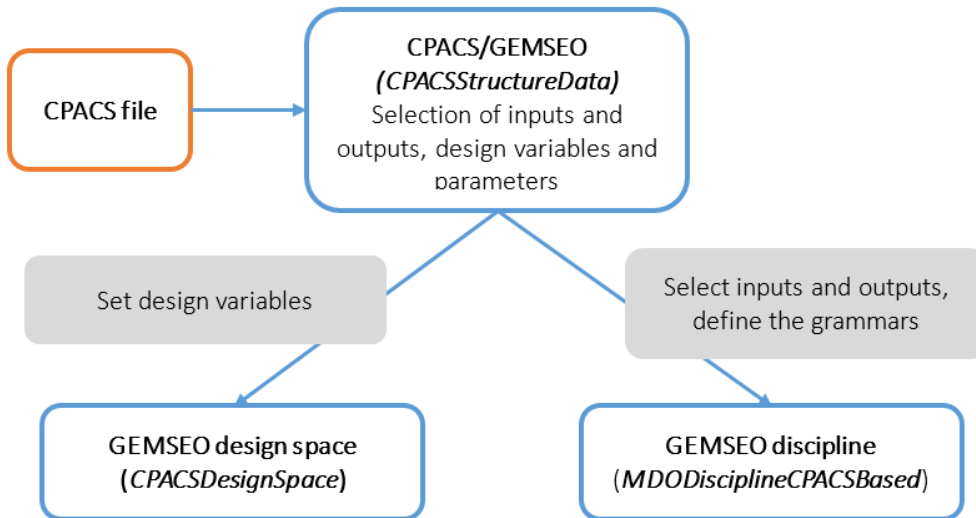 CPACS file
CPACS/GEMSEO
(CPACSStructureData)
Selection of inputs and
outputs, design variables and
parameters
Set design variables
Select inputs and outputs,
define the grammars
GEMSEO design space
(CPACSDesignSpace)
GEMSEO discipline
(MDODisciplineCPACSBased)